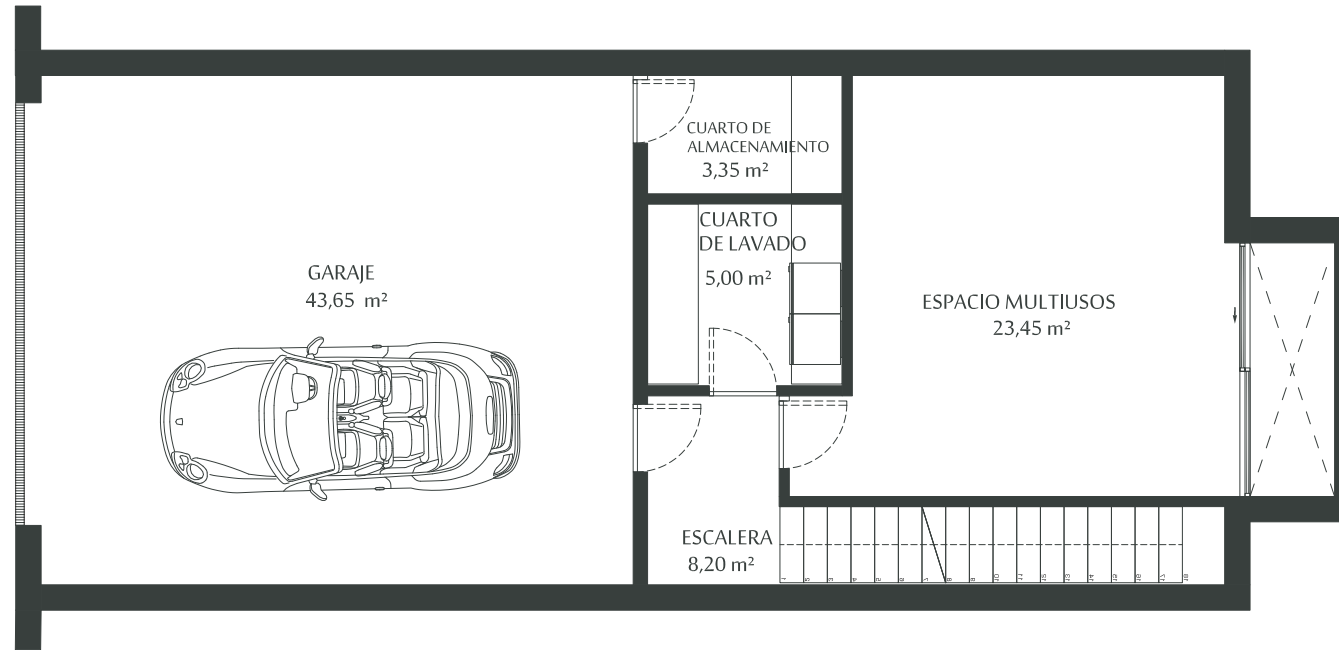 CUARTO DE
ALMACENAMIENTO
3,35 m²
CUARTO
DE LAVADO
5,00 m²
GARAJE
43,65 m²
ESPACIO MULTIUSOS
23,45 m²
ESCALERA
8,20 m²